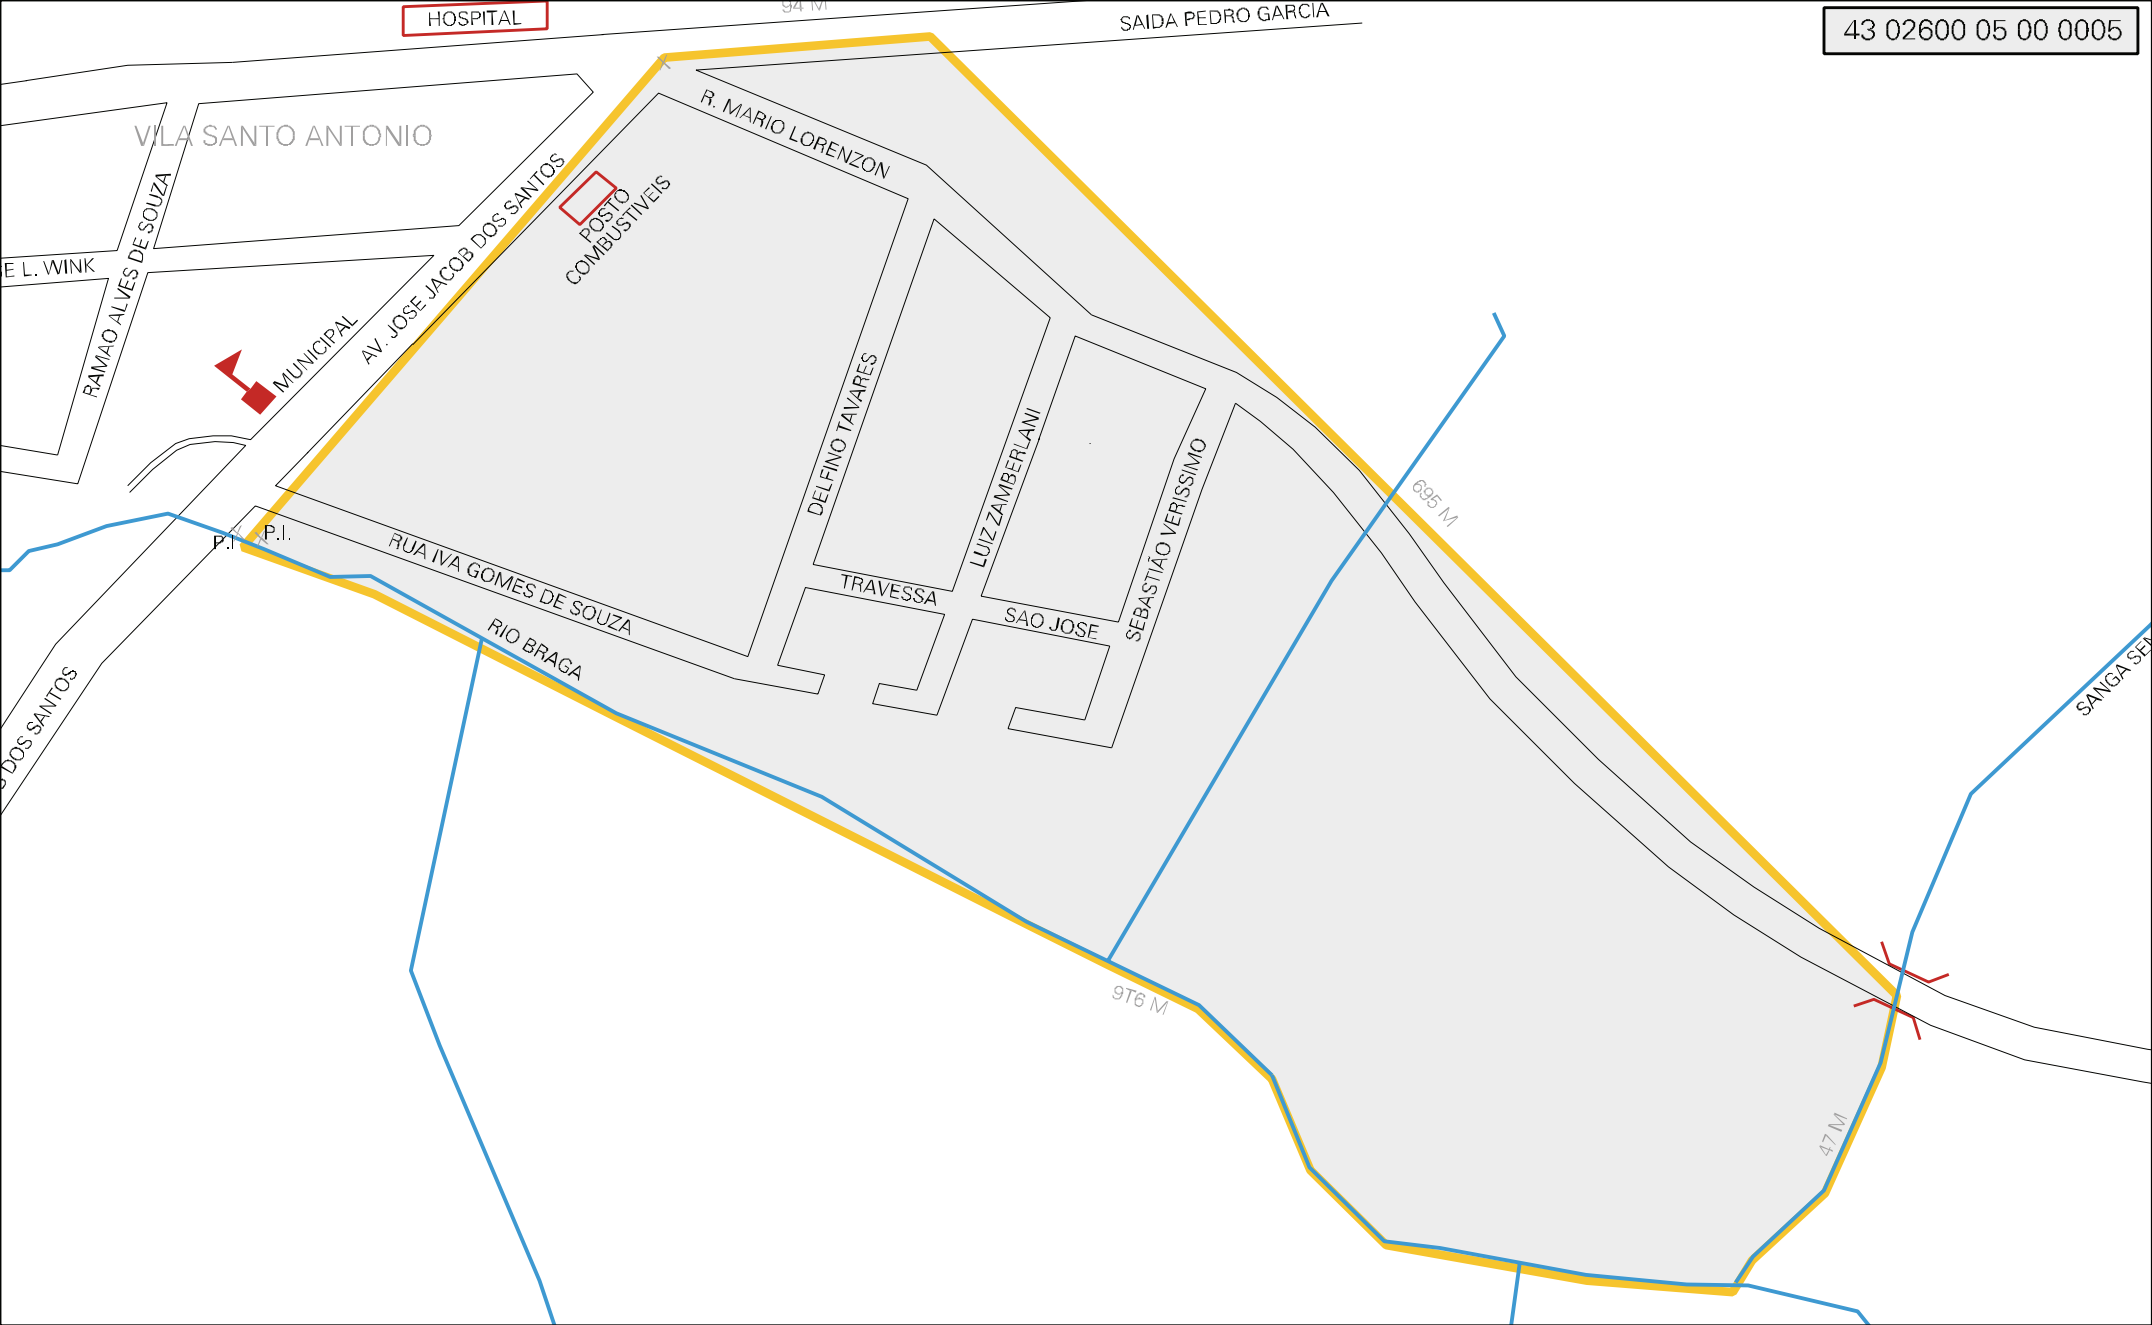 HOSPITAL
94 M
SAIDA PEDRO GARCIA
43 02600 05 00 0005
VILA SANTO ANTONIO
R. MARIO LORENZON
POSTO
COMBUSTÍVEIS
AV. JOSE JACOB DOS SANTOS
RAMAO ALVES DE SOUZA
E L. WINK
MUNICIPAL
DELFINO TAVARES
LUIZ ZAMBERLANI
SEBASTIÃO VERISSIMO
695 M
P.I
P.I.
RUA IVA GOMES DE SOUZA
TRAVESSA
SAO JOSE
RIO BRAGA
DOS SANTOS
SANGA SEN
9T6 M
47 M